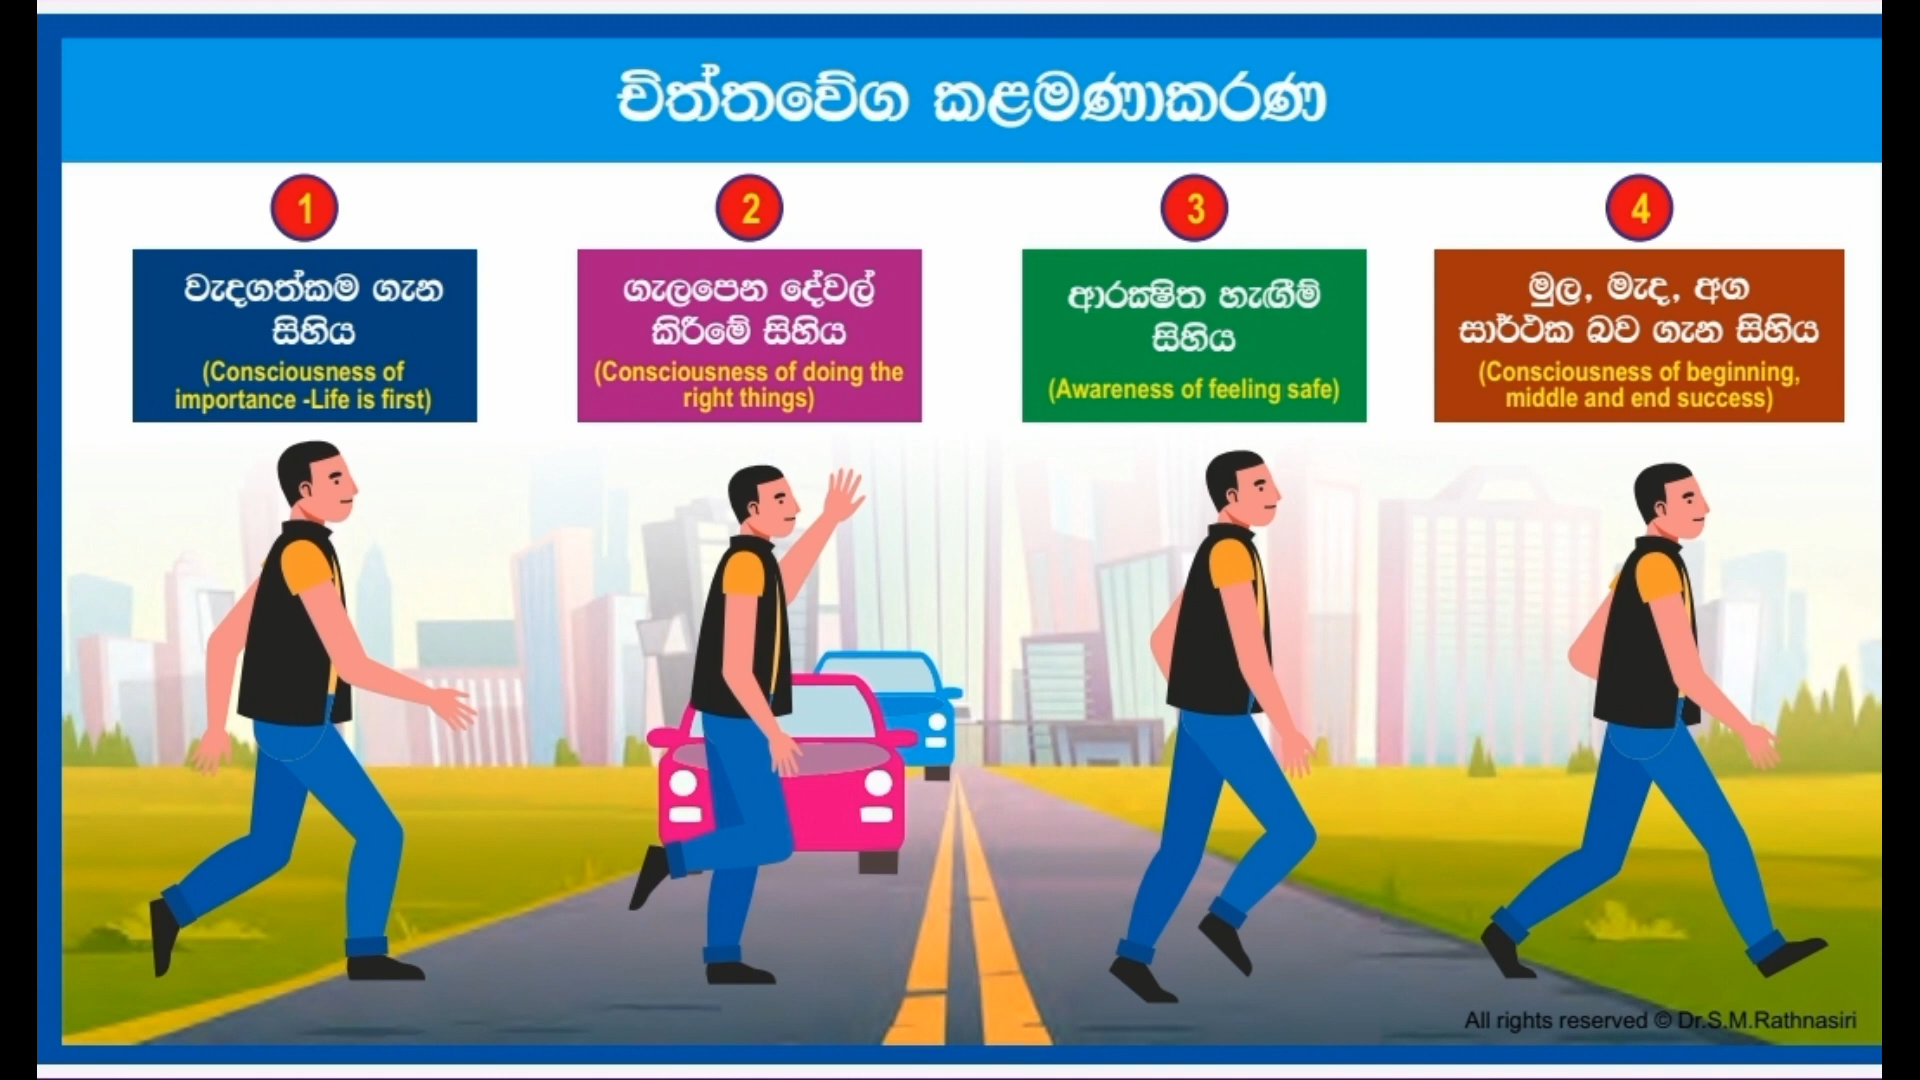 චිත්තවේග කළමණාකරණ
1
වැදගත්කම ගැන
සිහිය
(Consciousness of
importance -Life is first)
2
ගැලපෙන දේවල්
කිරීමේ සිහිය
(Consciousness of doing the
right things)
3
ආරක්‍ෂිත හැඟීම්
සිහිය
(Awareness of feeling safe)
4
මුල, මැද, අග
සාර්ථක බව ගැන සිහිය
(Consciousness of beginning,
middle and end success)
All rights reserved © Dr.S.M.Rathnasiri